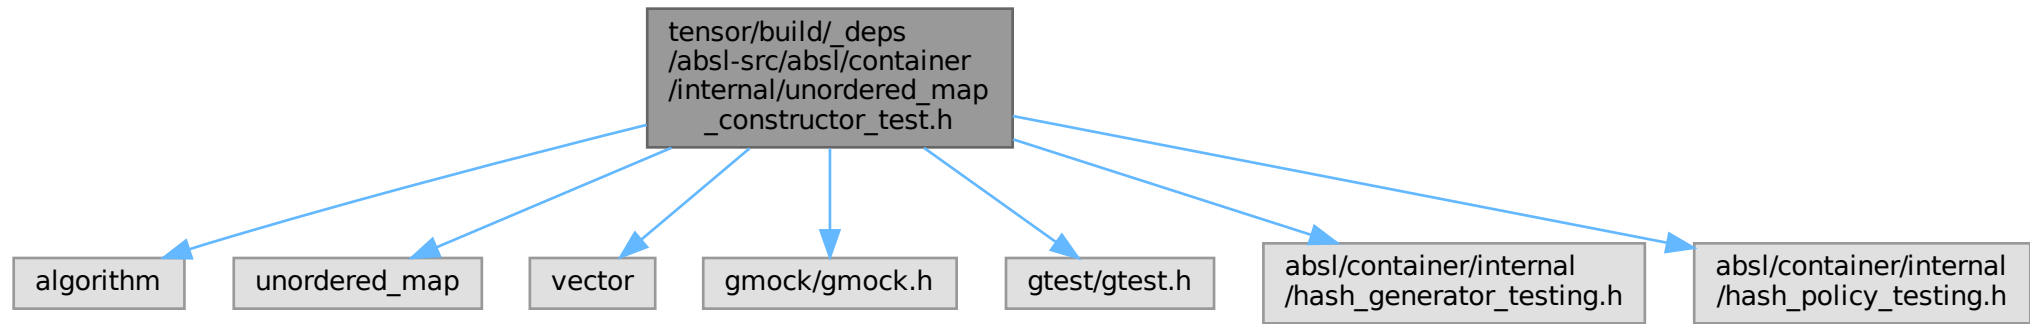 tensor/build/_deps
/absl-src/absl/container
/internal/unordered_map
_constructor_test.h
algorithm
unordered_map
vector
gmock/gmock.h
gtest/gtest.h
absl/container/internal
/hash_generator_testing.h
absl/container/internal
/hash_policy_testing.h